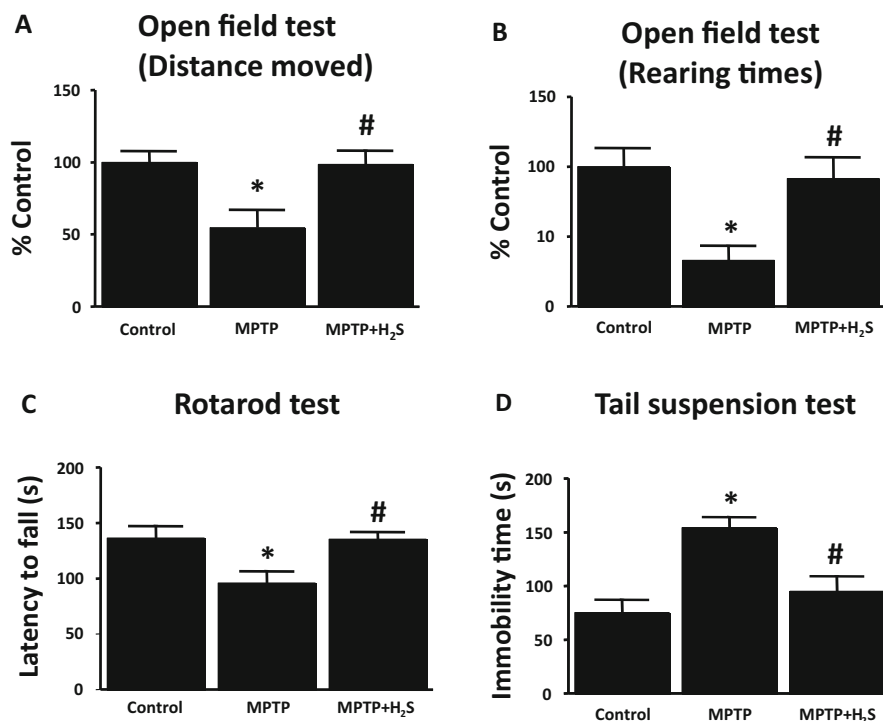 A
Open field test
(Distance moved)
% Control
150
100
50
0
*
#
Control
MPTP
MPTP+H₂S
B
Open field test
(Rearing times)
% Control
150
100
10
0
*
#
Control
MPTP
MPTP+H₂S
C
Rotarod test
Latency to fall (s)
200
150
100
50
0
*
#
Control
MPTP
MPTP+H₂S
D
Tail suspension test
Immobility time (s)
200
150
100
50
0
*
#
Control
MPTP
MPTP+H₂S